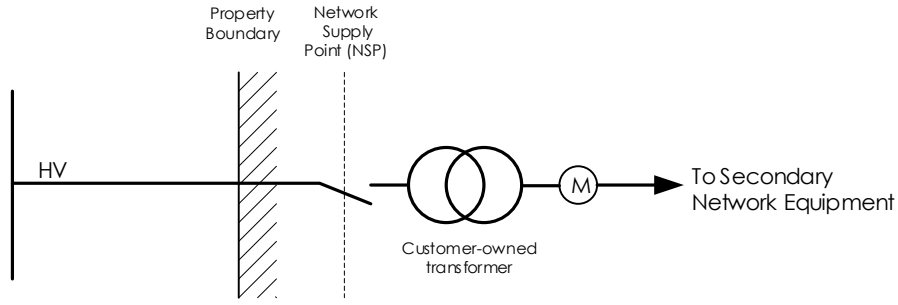 Property
Boundary
Network
Supply
Point (NSP)
HV
M
To Secondary
Network Equipment
Customer-owned
transformer